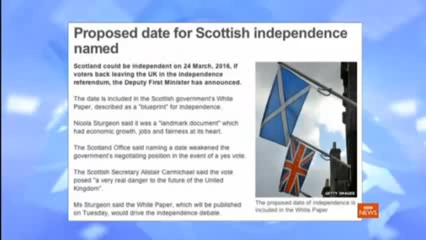 Proposed date for Scottish independence
named
Scotland could be independent on 24 March, 2016, if
voters back leaving the UK in the independence
referendum, the Deputy First Minister has announced.
The date is included in the Scottish government's White
Paper, described as a "blueprint" for independence.
Nicola Sturgeon said it was a "landmark document" which
had economic growth, jobs and fairness at its heart.
The Scotland Office said naming a date weakened the
government's negotiating position in the event of a yes vote.
The Scottish Secretary Alistair Carmichael said the vote
posed "a very real danger to the future of the United
Kingdom".
Ms Sturgeon said the White Paper, which will be published
on Tuesday, would drive the independence debate.
GETTY IMAGES
The proposed date of independence is
included in the White Paper
BBC
NEWS